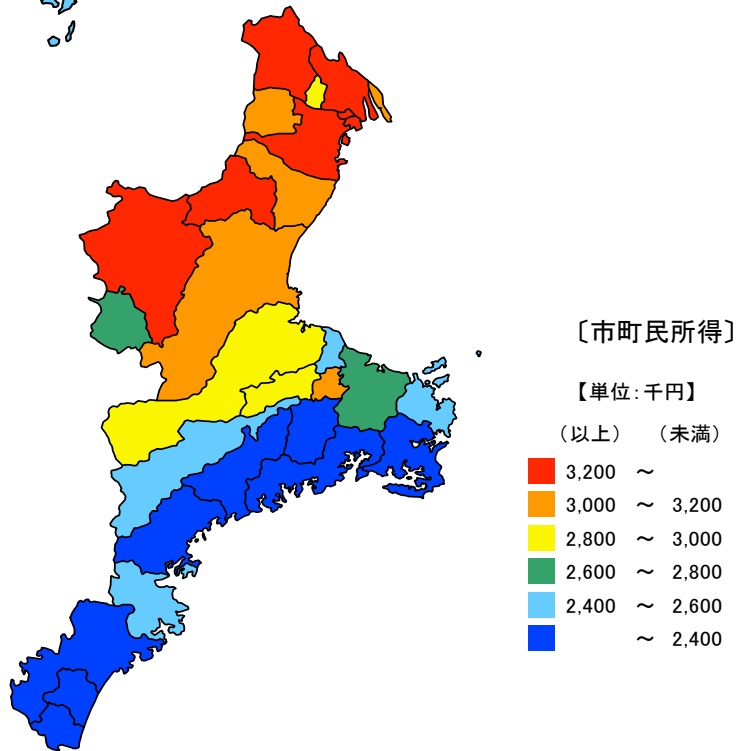 〔市町民所得〕
【単位：千円】
（以上） （未満）
3,200 ～
3,000 ～ 3,200
2,800 ～ 3,000
2,600 ～ 2,800
2,400 ～ 2,600
～ 2,400